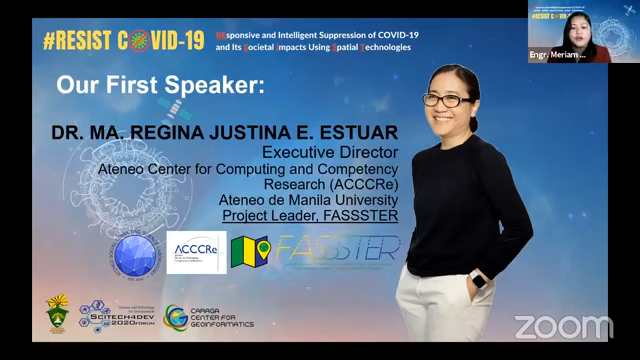 #RESIST COVID-19
REsponsive and Intelligent Suppression of COVID-19
and Its Societal Impacts Using Spatial Technologies
Engr. Meriam ...
Our First Speaker:
DR. MA. REGINA JUSTINA E. ESTUAR
Executive Director
Ateneo Center for Computing and Competency
Research (ACCCRe)
Ateneo de Manila University
Project Leader, FASSSTER
ACCCRe
FASSSTER
SCITECH4DEV
2020 FORUM
CARAGA
CENTER FOR
GEOINFORMATICS
zoom